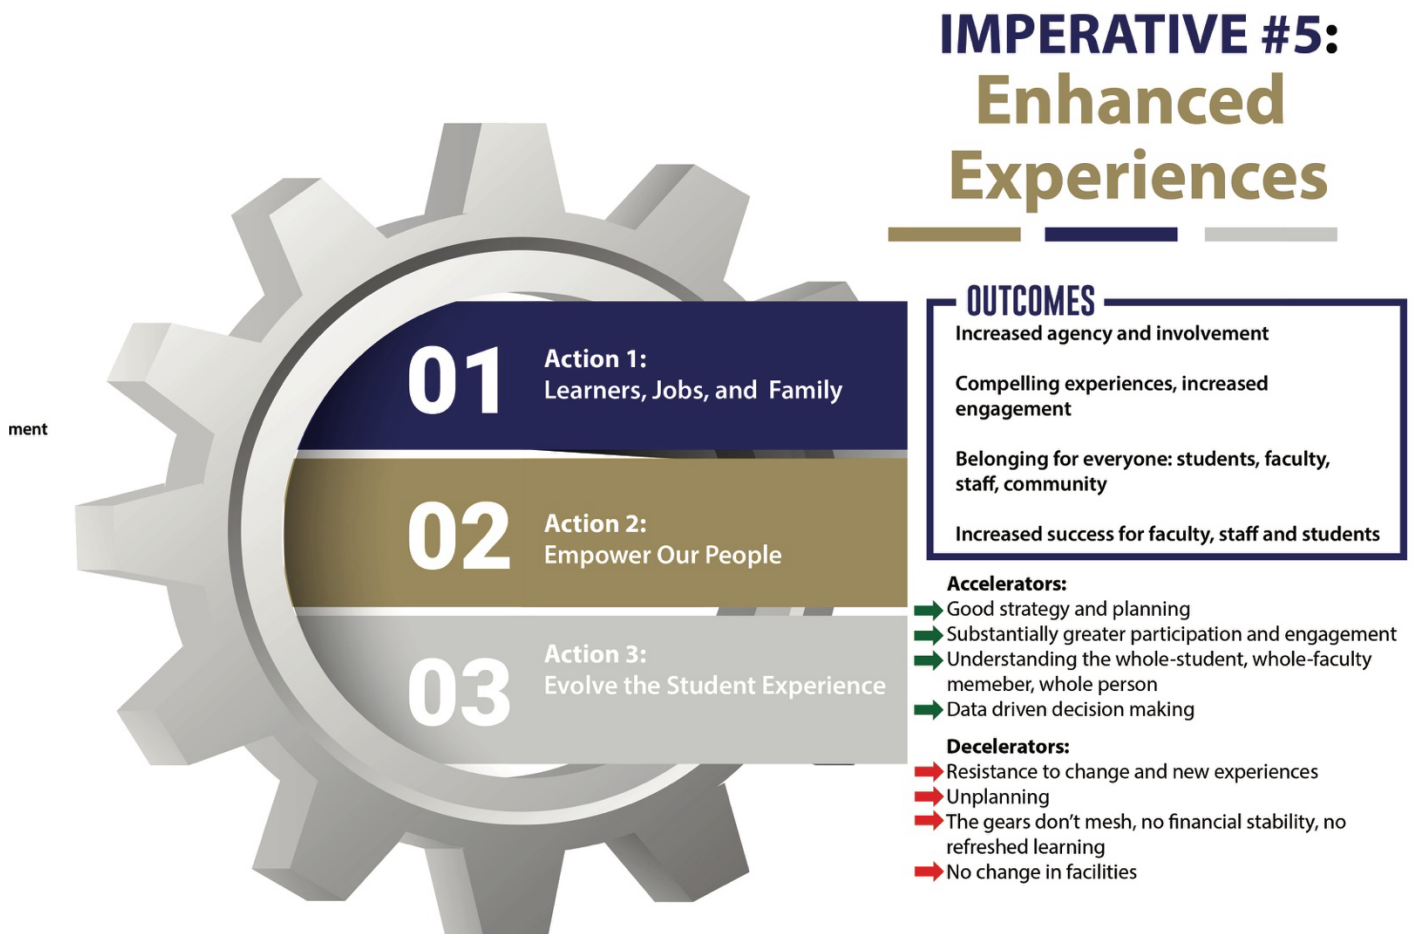 IMPERATIVE #5:
Enhanced
Experiences
ment
01
Action 1:
Learners, Jobs, and Family
02
Action 2:
Empower Our People
03
Action 3:
Evolve the Student Experience
OUTCOMES
Increased agency and involvement
Compelling experiences, increased
engagement
Belonging for everyone: students, faculty,
staff, community
Increased success for faculty, staff and students
Accelerators:
Good strategy and planning
Substantially greater participation and engagement
Understanding the whole-student, whole-faculty
memeber, whole person
Data driven decision making
Decelerators:
Resistance to change and new experiences
Unplanning
The gears don't mesh, no financial stability, no
refreshed learning
No change in facilities